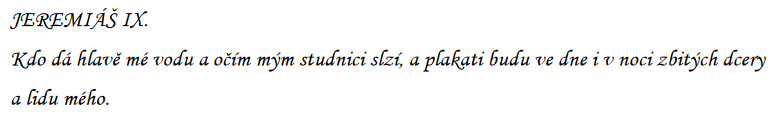 JEREMIÁŠ IX.
Kdo dá hlavě mé vodu a očím mým studnici slzí, a plakati budu ve dne i v noci zbitých dcery
a lidu mého.